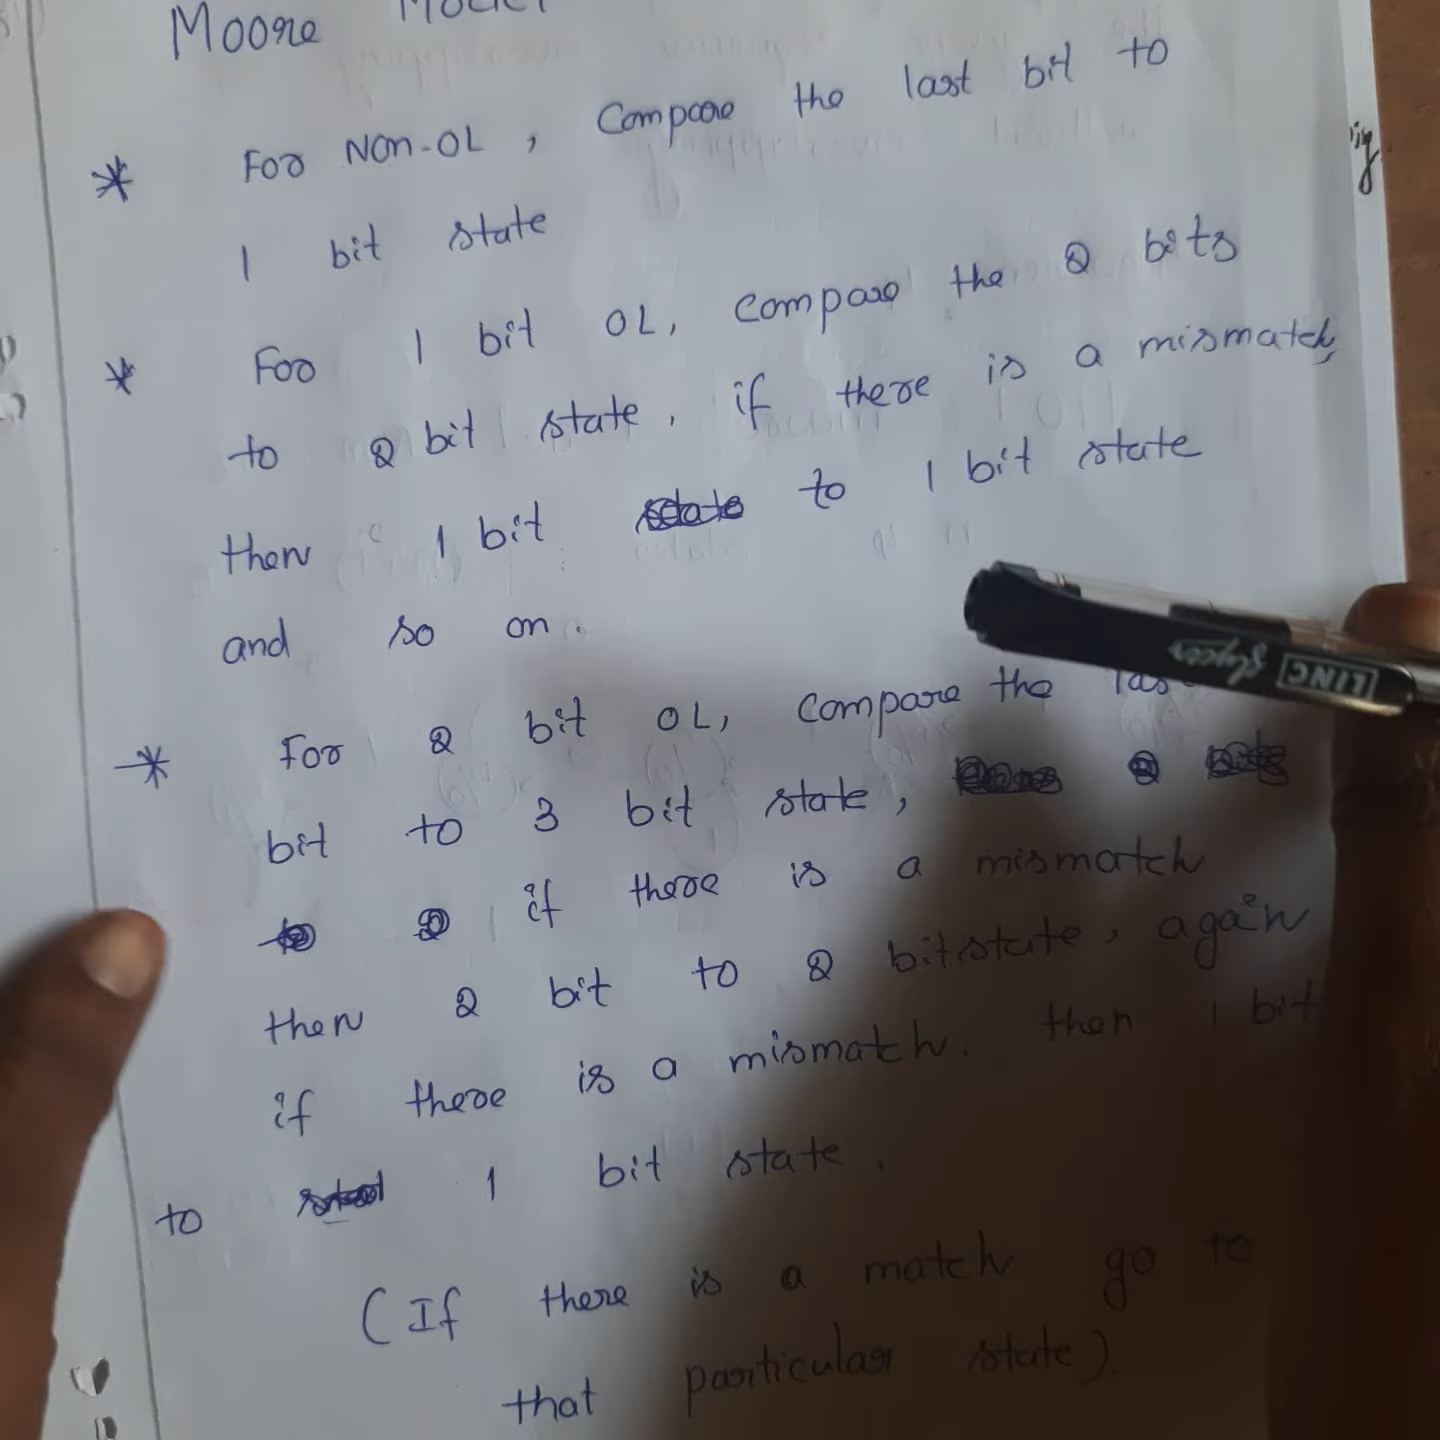 Moore Model
* For NON-OL, Compare the last bit to
1 bit state
* For 1 bit OL, compare the 2 bits
to 2 bit state, if there is a mismatch,
then 1 bit to 1 bit state
and so on.
* For 2 bit OL, compare the
bit to 3 bit state,
if there is a mismatch
then 2 bit to 2 bit state, again
if there is a mismatch. then 1 bit
to 1 bit state.
(If there is a match go to
that particular state)
LINC